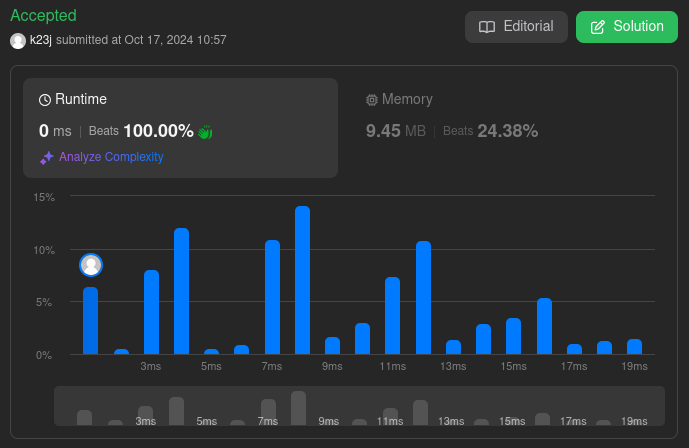 Accepted
k23j submitted at Oct 17, 2024 10:57
Editorial
Solution
Runtime
0 ms | Beats 100.00%
Analyze Complexity
Memory
9.45 MB | Beats 24.38%
15%
10%
5%
0%
3ms 5ms 7ms 9ms 11ms 13ms 15ms 17ms 19ms
3ms 5ms 7ms 9ms 11ms 13ms 15ms 17ms 19ms